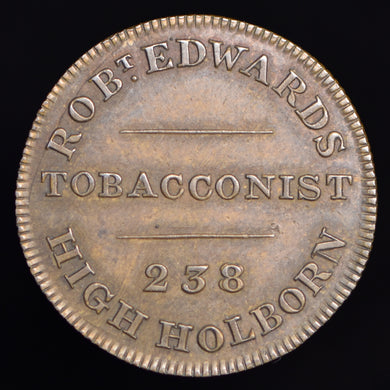 ROBT. EDWARDS
TOBACCONIST
238
HIGH HOLBORN